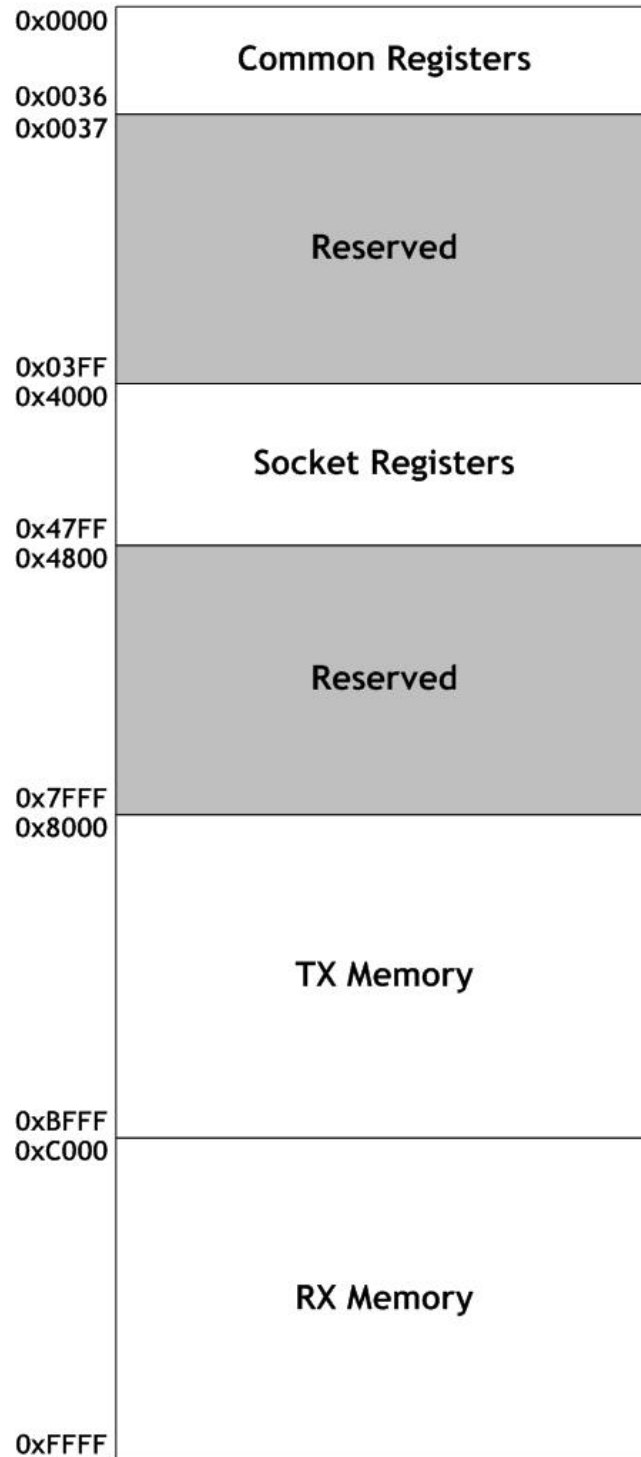 0x0000
Common Registers
0x0036
0x0037
Reserved
0x03FF
0x4000
Socket Registers
0x47FF
0x4800
Reserved
0x7FFF
0x8000
TX Memory
0xBFFF
0xC000
RX Memory
0xFFFF